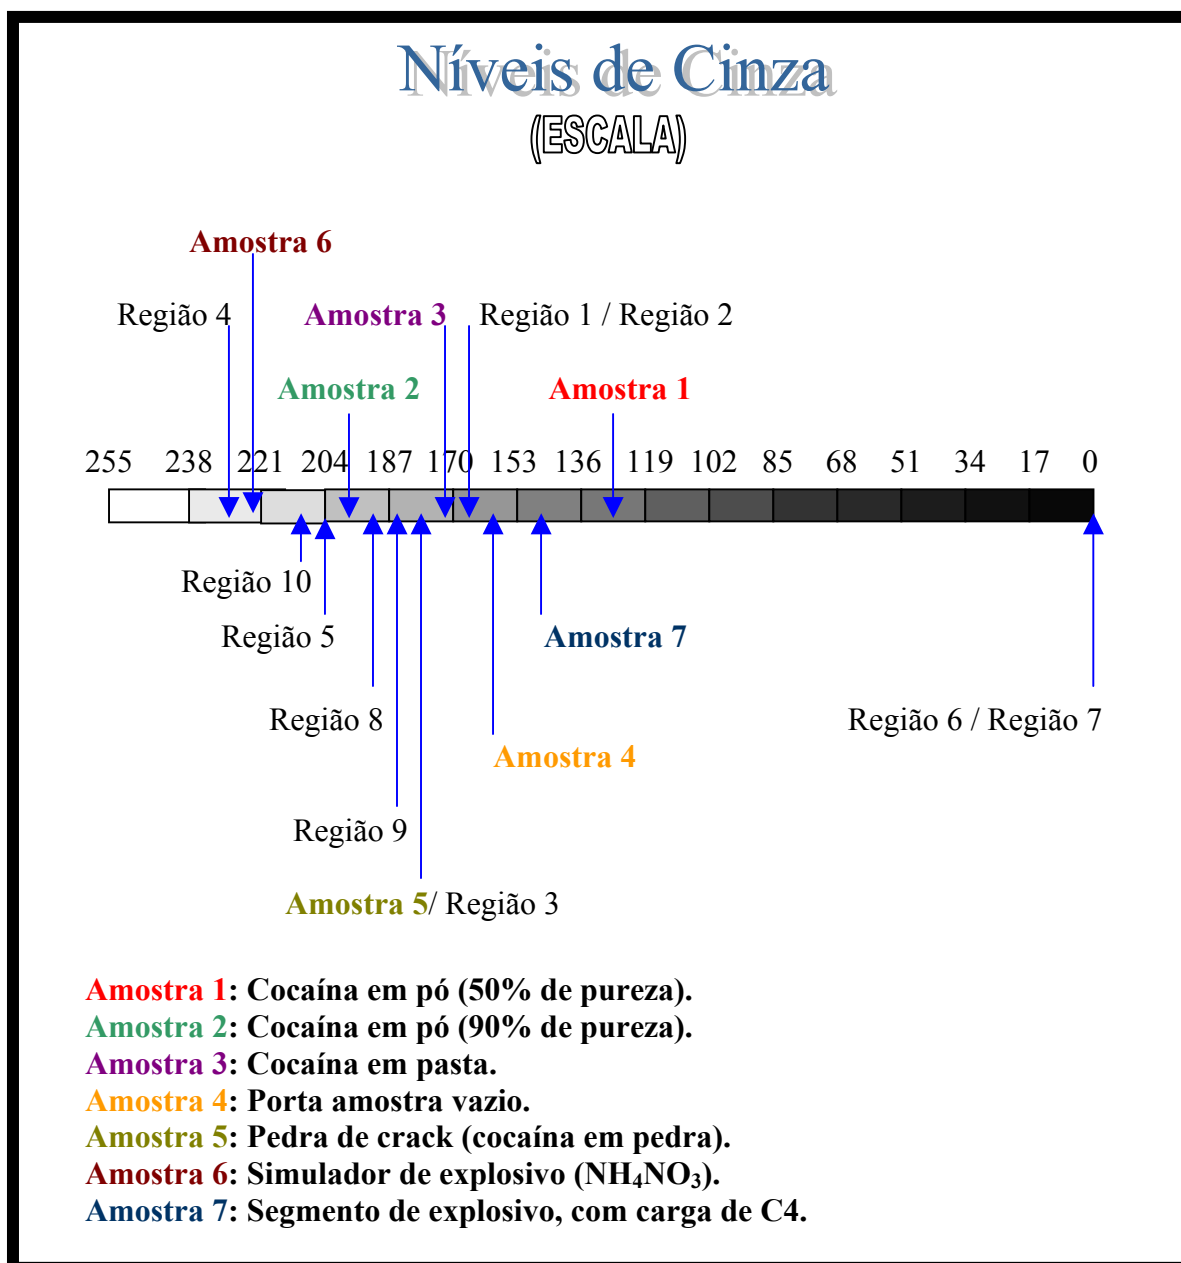 Níveis de Cinza
(ESCALA)
Amostra 6
Região 4
Amostra 3
Região 1 / Região 2
Amostra 2
Amostra 1
255 238 221 204 187 170 153 136 119 102 85 68 51 34 17 0
Região 10
Região 5
Amostra 7
Região 8
Região 6 / Região 7
Amostra 4
Região 9
Amostra 5/ Região 3
Amostra 1: Cocaína em pó (50% de pureza).
Amostra 2: Cocaína em pó (90% de pureza).
Amostra 3: Cocaína em pasta.
Amostra 4: Porta amostra vazio.
Amostra 5: Pedra de crack (cocaína em pedra).
Amostra 6: Simulador de explosivo (NH₄NO₃).
Amostra 7: Segmento de explosivo, com carga de C4.